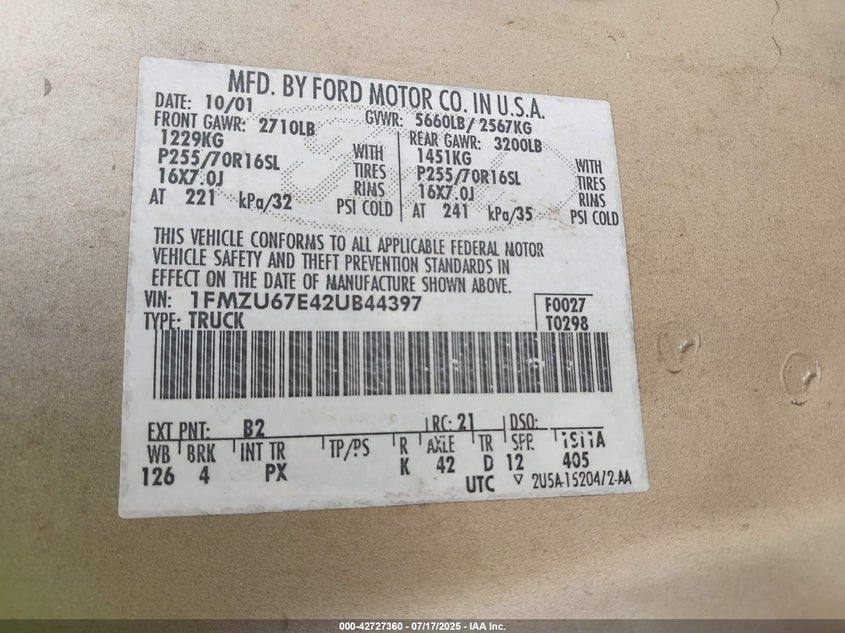 MFD. BY FORD MOTOR CO. IN U.S.A.
DATE: 10/01 GVWR: 5660LB/ 2567KG
FRONT GAWR: 2710LB REAR GAWR: 3200LB
1229KG WITH 1451KG WITH
P255/70R16SL TIRES P255/70R16SL TIRES
16X7.0J RIMS 16X7.0J RIMS
AT 221 kPa/32 PSI COLD AT 241 kPa/35 PSI COLD
THIS VEHICLE CONFORMS TO ALL APPLICABLE FEDERAL MOTOR
VEHICLE SAFETY AND THEFT PREVENTION STANDARDS IN
EFFECT ON THE DATE OF MANUFACTURE SHOWN ABOVE.
VIN: 1FMZU67E42UB44397 F0027
TYPE: TRUCK T0298
EXT PNT: B2 RC: 21 DSO:
WB BRK INT TR TP/PS R AXLE TR SPR
126 4 PX K 42 D 12 405
UTC ▽ 2U5A-1520472-AA
000-42727360 - 07/17/2025 - IAA Inc.